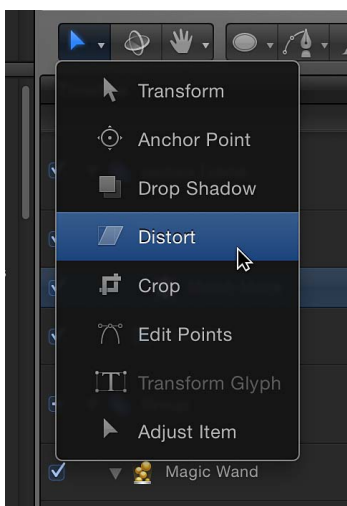 Transform
Anchor Point
Drop Shadow
Distort
Crop
Edit Points
Transform Glyph
Adjust Item
Magic Wand